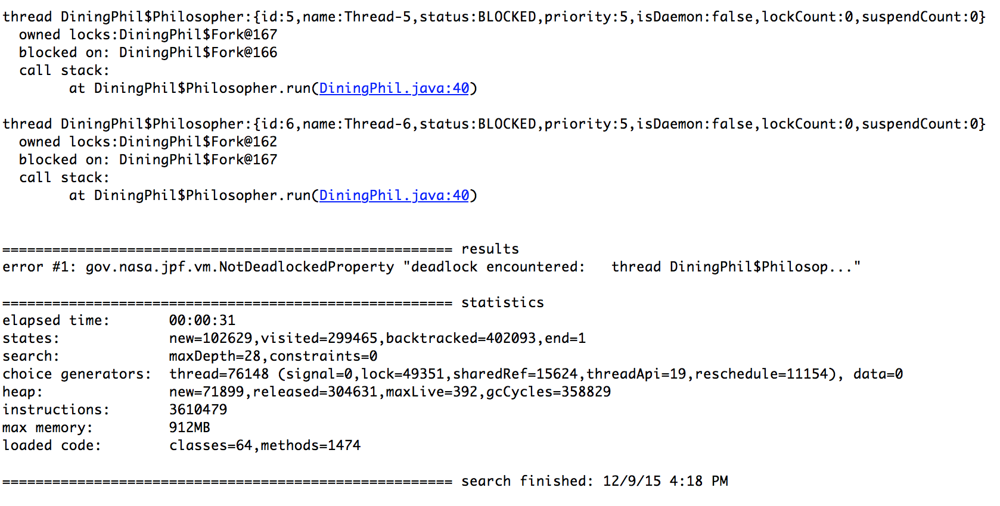 thread DiningPhil$Philosopher:{id:5,name:Thread-5,status:BLOCKED,priority:5,isDaemon:false,lockCount:0,suspendCount:0}
  owned locks:DiningPhil$Fork@167
  blocked on: DiningPhil$Fork@166
  call stack:
        at DiningPhil$Philosopher.run(DiningPhil.java:40)

thread DiningPhil$Philosopher:{id:6,name:Thread-6,status:BLOCKED,priority:5,isDaemon:false,lockCount:0,suspendCount:0}
  owned locks:DiningPhil$Fork@162
  blocked on: DiningPhil$Fork@167
  call stack:
        at DiningPhil$Philosopher.run(DiningPhil.java:40)

====================================================== results
error #1: gov.nasa.jpf.vm.NotDeadlockedProperty "deadlock encountered:   thread DiningPhil$Philosop..."

====================================================== statistics
elapsed time:       00:00:31
states:             new=102629,visited=299465,backtracked=402093,end=1
search:             maxDepth=28,constraints=0
choice generators:  thread=76148 (signal=0,lock=49351,sharedRef=15624,threadApi=19,reschedule=11154), data=0
heap:               new=71899,released=304631,maxLive=392,gcCycles=358829
instructions:       3610479
max memory:         912MB
loaded code:        classes=64,methods=1474

====================================================== search finished: 12/9/15 4:18 PM